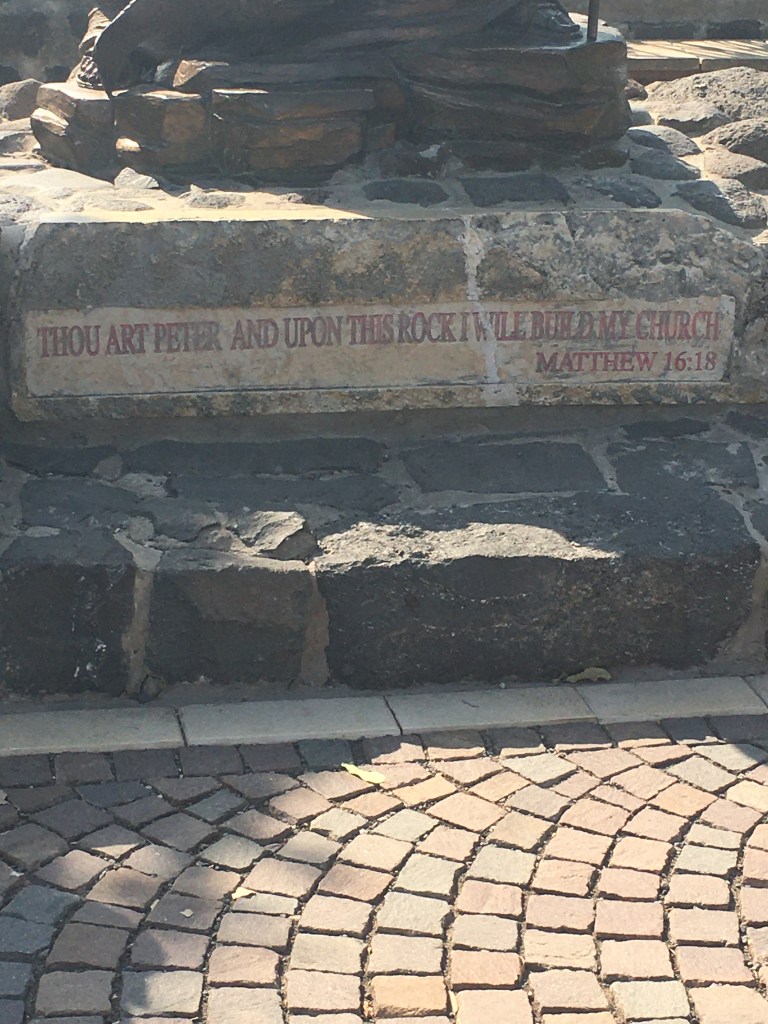 THOU ART PETER AND UPON THIS ROCK I WILL BUILD MY CHURCH
MATTHEW 16:18